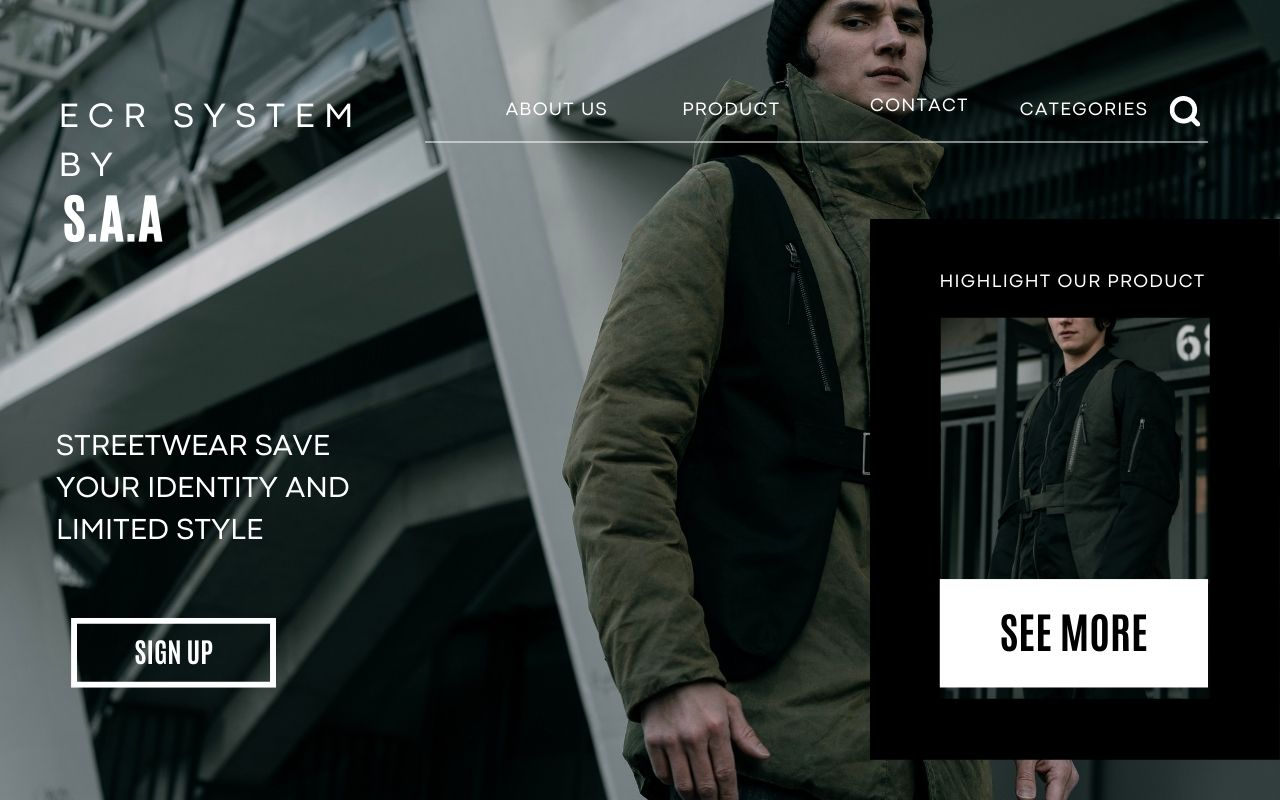 ECR SYSTEM
BY
S.A.A
ABOUT US
PRODUCT
CONTACT
CATEGORIES
HIGHLIGHT OUR PRODUCT
68
SEE MORE
STREETWEAR SAVE
YOUR IDENTITY AND
LIMITED STYLE
SIGN UP